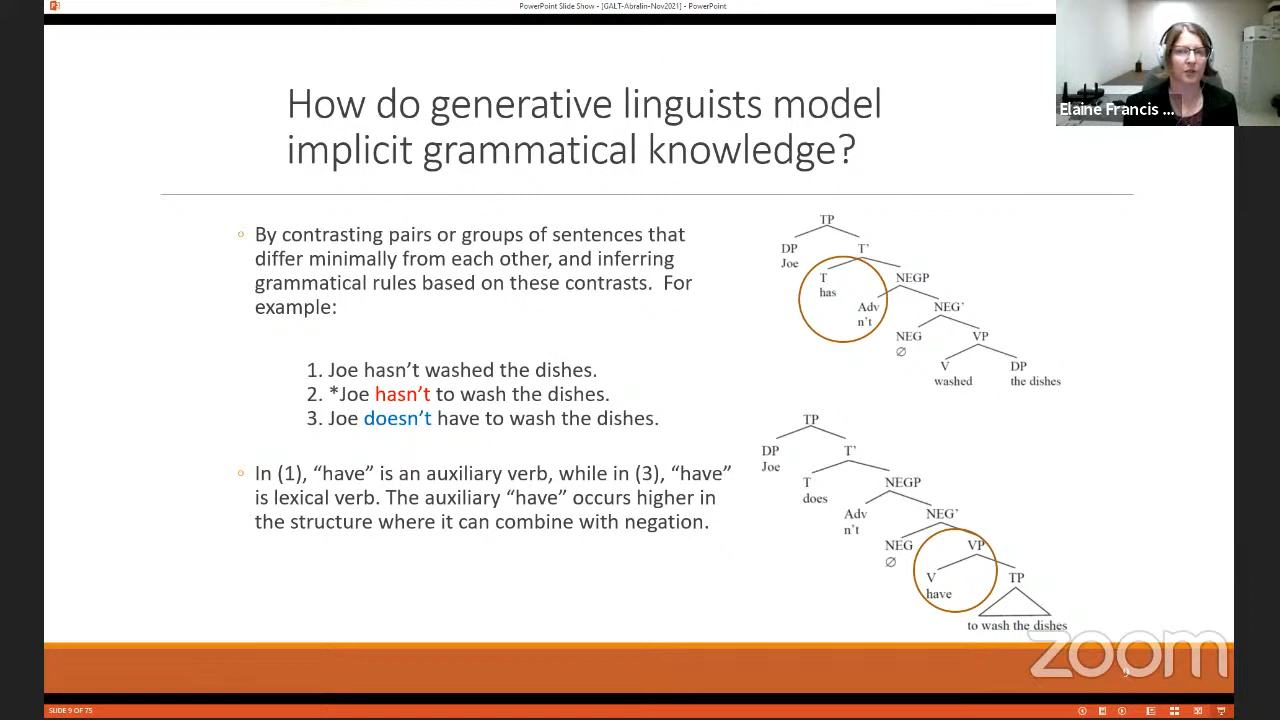 PowerPoint Slide Show - [GALT-Abralin-Nov2021] - PowerPoint
Elaine Francis ...
How do generative linguists model
implicit grammatical knowledge?
By contrasting pairs or groups of sentences that
differ minimally from each other, and inferring
grammatical rules based on these contrasts. For
example:
1. Joe hasn't washed the dishes.
2. *Joe hasn't to wash the dishes.
3. Joe doesn't have to wash the dishes.
In (1), “have” is an auxiliary verb, while in (3), “have”
is lexical verb. The auxiliary “have” occurs higher in
the structure where it can combine with negation.
TP
DP T’
Joe
T NEGP
has
Adv NEG’
n’t
NEG VP
∅
V DP
washed the dishes
TP
DP T’
Joe
T NEGP
does
Adv NEG’
n’t
NEG VP
∅
V TP
have
to wash the dishes
zoom
9
SLIDE 9 OF 75